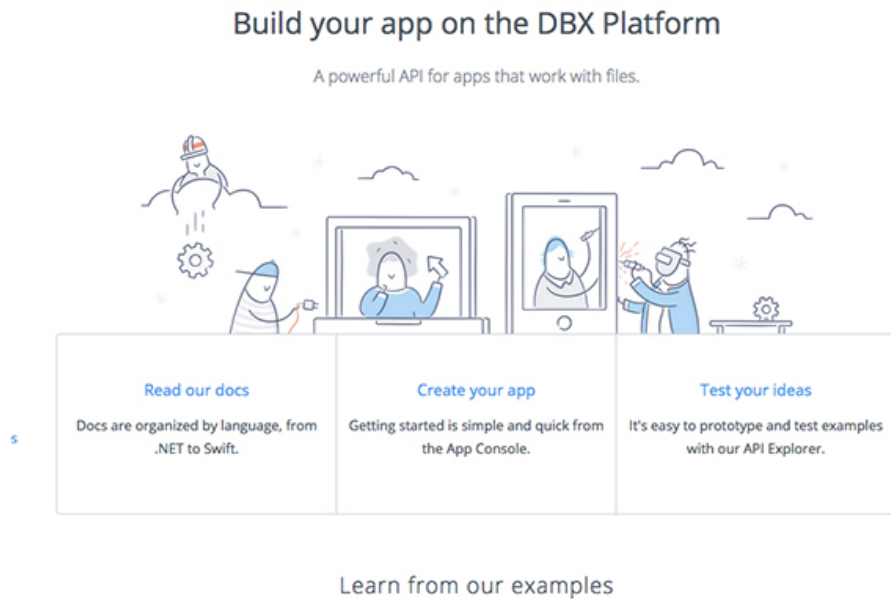 Build your app on the DBX Platform
A powerful API for apps that work with files.
Read our docs
Docs are organized by language, from
.NET to Swift.
Create your app
Getting started is simple and quick from
the App Console.
Test your ideas
It's easy to prototype and test examples
with our API Explorer.
s
Learn from our examples